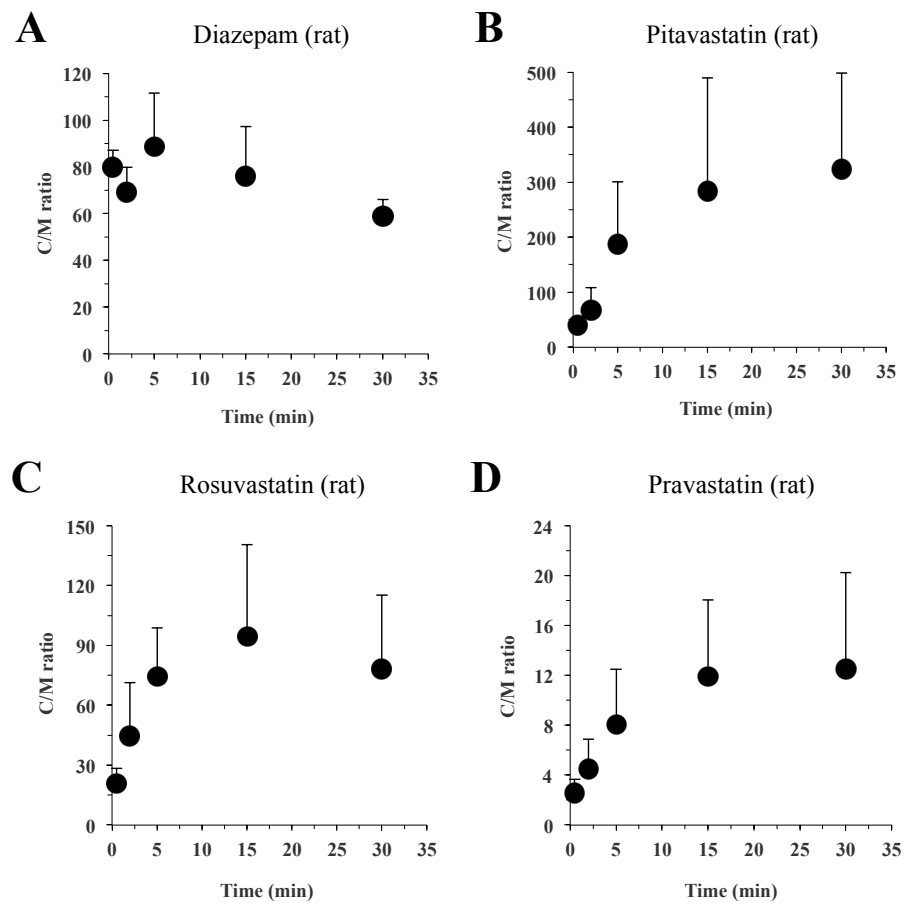 A
Diazepam (rat)
120
100
80
60
40
20
0
C/M ratio
0 5 10 15 20 25 30 35
Time (min)
B
Pitavastatin (rat)
500
400
300
200
100
0
C/M ratio
0 5 10 15 20 25 30 35
Time (min)
C
Rosuvastatin (rat)
150
120
90
60
30
0
C/M ratio
0 5 10 15 20 25 30 35
Time (min)
D
Pravastatin (rat)
24
20
16
12
8
4
0
C/M ratio
0 5 10 15 20 25 30 35
Time (min)